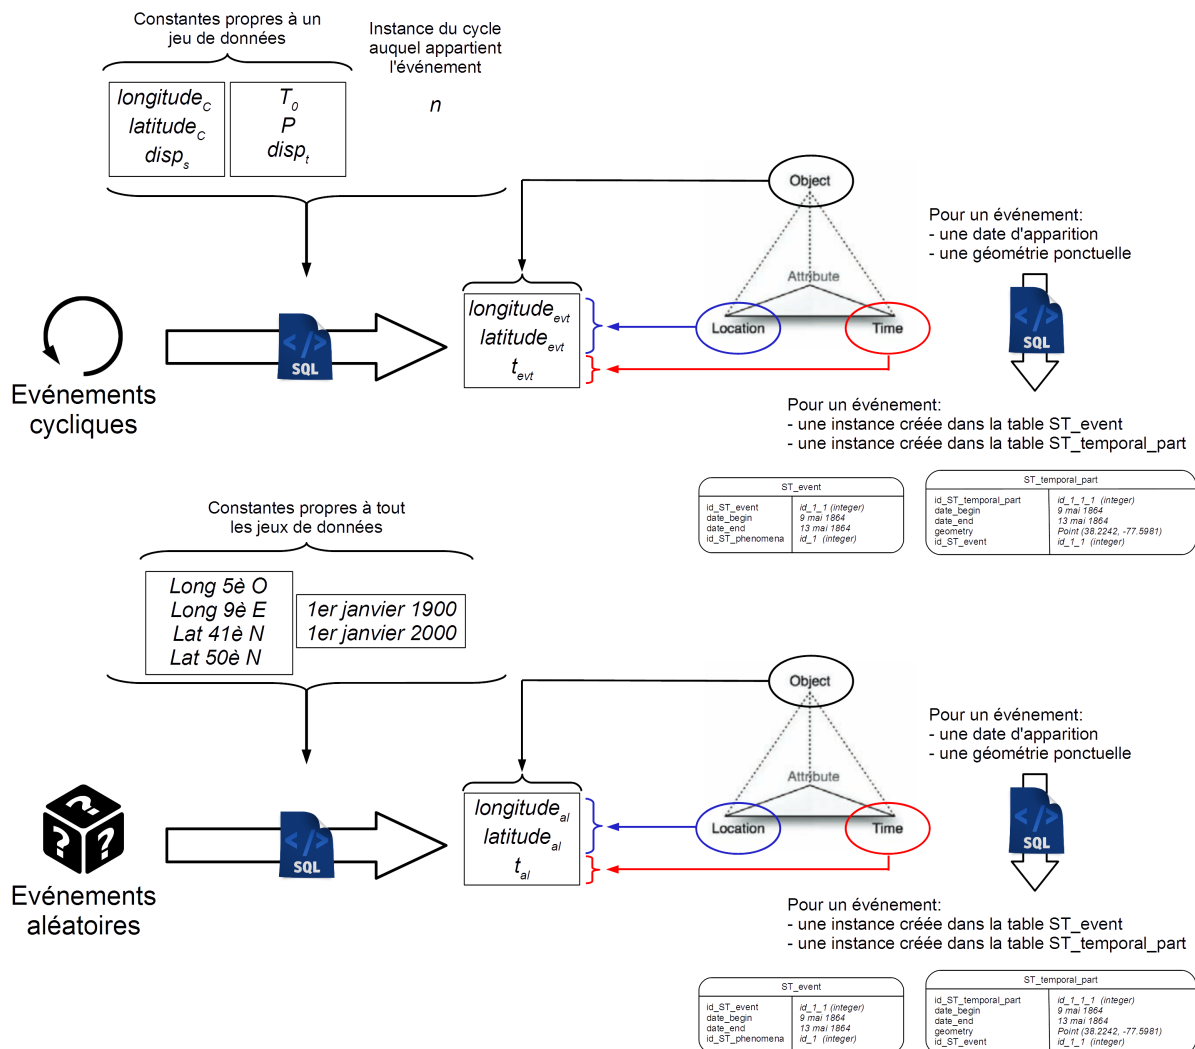 Constantes propres à un
jeu de données
Instance du cycle
auquel appartient
l'événement
longitude_C
latitude_C
disp_s
T_0
P
disp_t
n
Object
Attribute
Location
Time
Pour un événement:
- une date d'apparition
- une géométrie ponctuelle
</>
SQL
longitude_evt
latitude_evt
t_evt
</>
SQL
Evénements
cycliques
Pour un événement:
- une instance créée dans la table ST_event
- une instance créée dans la table ST_temporal_part
ST_event
id_ST_event id_1_1 (integer)
date_begin 9 mai 1864
date_end 13 mai 1864
id_ST_phenomena id_1 (integer)
ST_temporal_part
id_ST_temporal_part id_1_1_1 (integer)
date_begin 9 mai 1864
date_end 13 mai 1864
geometry Point (38.2242, -77.5981)
id_ST_event id_1_1 (integer)
Constantes propres à tout
les jeux de données
Long 5è O
Long 9è E
Lat 41è N
Lat 50è N
1er janvier 1900
1er janvier 2000
Object
Attribute
Location
Time
Pour un événement:
- une date d'apparition
- une géométrie ponctuelle
</>
SQL
longitude_al
latitude_al
t_al
</>
SQL
? ? ?
Evénements
aléatoires
Pour un événement:
- une instance créée dans la table ST_event
- une instance créée dans la table ST_temporal_part
ST_event
id_ST_event id_1_1 (integer)
date_begin 9 mai 1864
date_end 13 mai 1864
id_ST_phenomena id_1 (integer)
ST_temporal_part
id_ST_temporal_part id_1_1_1 (integer)
date_begin 9 mai 1864
date_end 13 mai 1864
geometry Point (38.2242, -77.5981)
id_ST_event id_1_1 (integer)